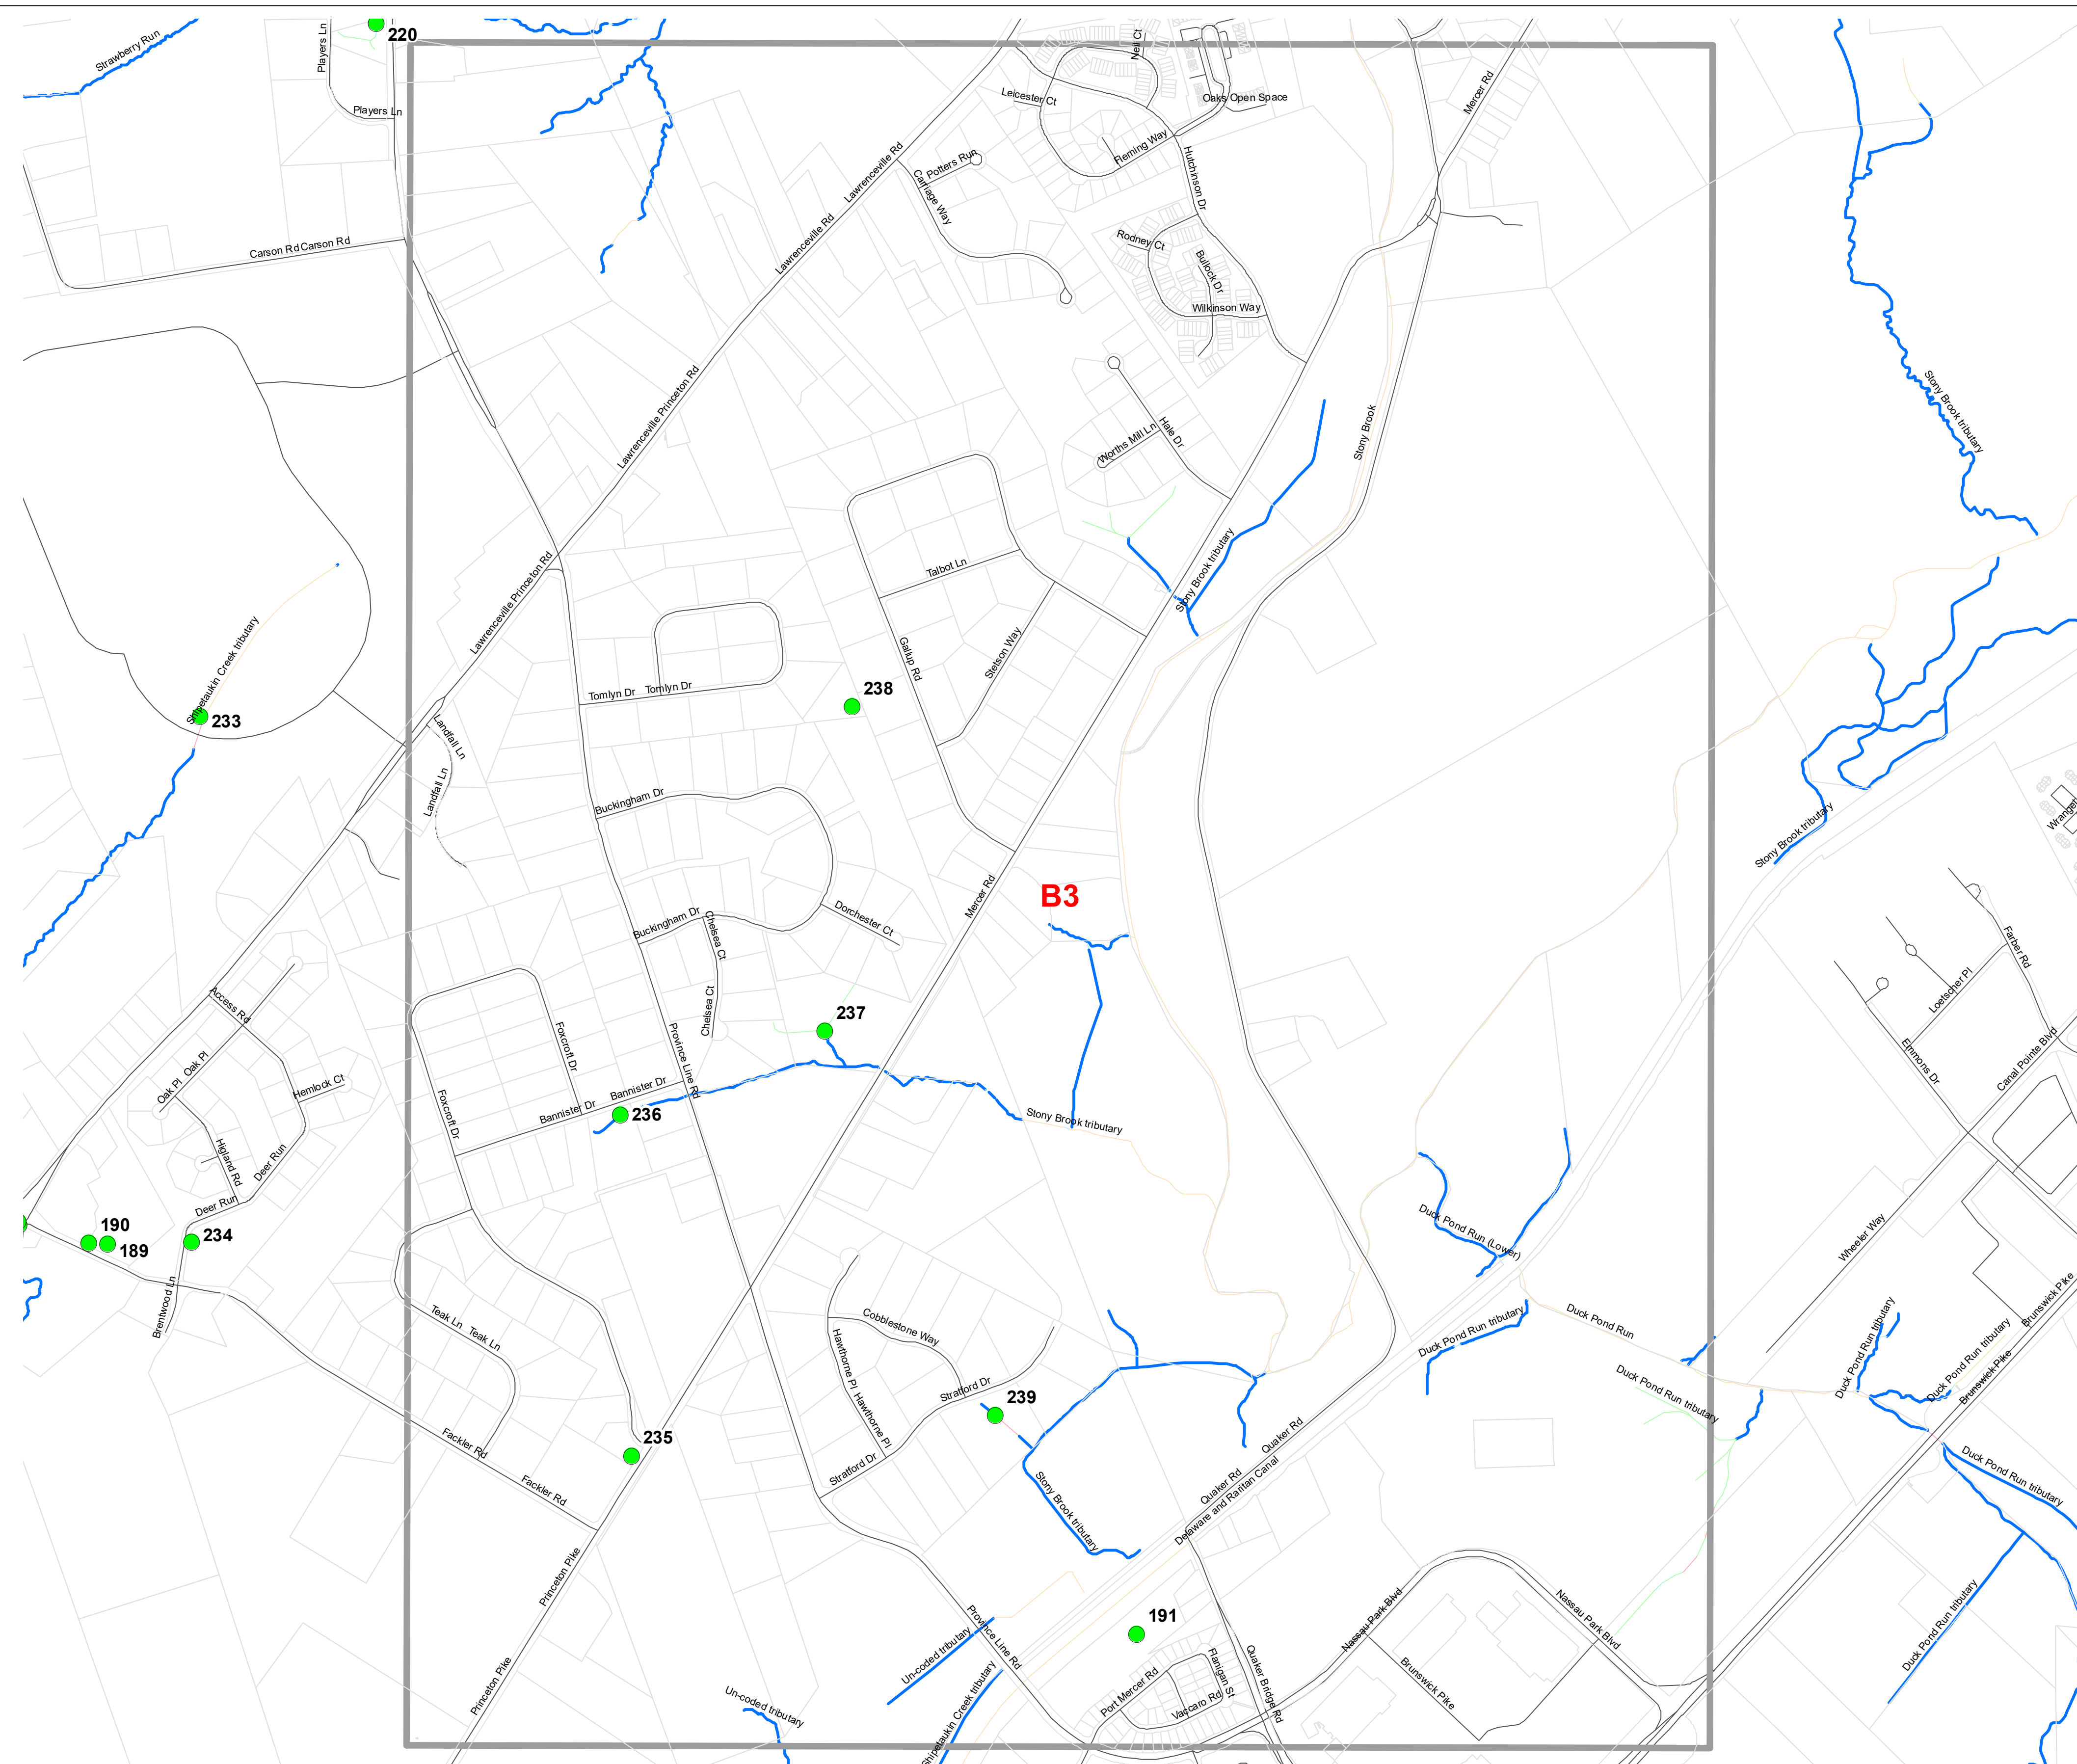 220
Strawberry Run
Players Ln
Players Ln
Neil Ct
Leicester Ct
Oaks Open Space
Mercer Rd
Fleming Way
Lawrenceville Rd
Lawrenceville Rd
Lawrenceville Rd
Potters Run
Carriage Way
Hutchinson Dr
Carson Rd Carson Rd
Rodney Ct
Bullock Dr
Wilkinson Way
Lawrenceville Princeton Rd
Worths Mill Ln
Hale Dr
Stony Brook
Stony Brook tributary
Lawrenceville Princeton Rd
Talbot Ln
Stony Brook tributary
Shipetaukin Creek tributary
233
Gallup Rd
Stetson Way
Tomlyn Dr Tomlyn Dr
238
Landfall Ln
Landfall Ln
Buckingham Dr
Stony Brook tributary
Mercer Rd
B3
Buckingham Dr
Chelsea Ct
Dorchester Ct
Chelsea Ct
237
Farber Rd
Loetscher Pl
Emmons Dr
Canal Pointe Blvd
Access Rd
Oak Pl Oak Pl
Hemlock Ct
Foxcroft Dr
Foxcroft Dr
Province Line Rd
Bannister Dr
Bannister Dr
236
Stony Brook tributary
Higland Rd
Deer Run
Deer Run
190
189
234
Brentwood Ln
Duck Pond Run (Lower)
Wheeler Way
Teak Ln Teak Ln
Cobblestone Way
Hawthorne Pl Hawthorne Pl
Stratford Dr
239
Stratford Dr
Duck Pond Run tributary
Duck Pond Run
Duck Pond Run tributary
Duck Pond Run tributary
Duck Pond Run tributary
Brunswick Pike
Brunswick Pike
Duck Pond Run tributary
Fackler Rd
Fackler Rd
235
Stony Brook tributary
Quaker Rd
Quaker Rd
Delaware and Raritan Canal
Princeton Pike
Princeton Pike
Province Line Rd
191
Un-coded tributary
Un-coded tributary
Shipetaukin Creek tributary
Port Mercer Rd
Flanigan St
Vaccaro Rd
Quaker Bridge Rd
Nassau Park Blvd
Nassau Park Blvd
Brunswick Pike
Duck Pond Run tributary